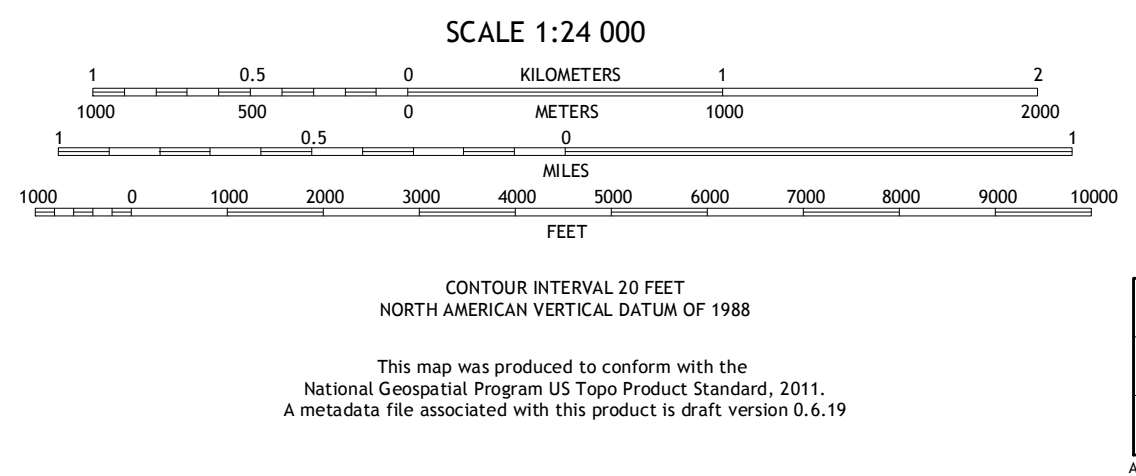 SCALE 1:24 000
1 0.5 0 KILOMETERS 1 2
1000 500 0 METERS 1000 2000
1 0.5 0 1
MILES
1000 0 1000 2000 3000 4000 5000 6000 7000 8000 9000 10000
FEET
CONTOUR INTERVAL 20 FEET
NORTH AMERICAN VERTICAL DATUM OF 1988
This map was produced to conform with the
National Geospatial Program US Topo Product Standard, 2011.
A metadata file associated with this product is draft version 0.6.19